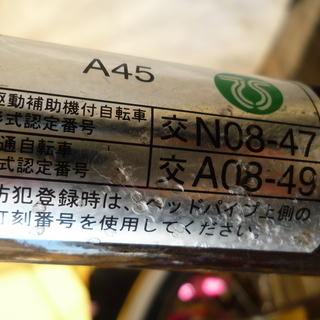 A45
駆動補助機付自転車
形式認定番号
交N08-47
普通自転車
型式認定番号
交A08-49
防犯登録時は、ヘッドパイプ上側の
打刻番号を使用してください。